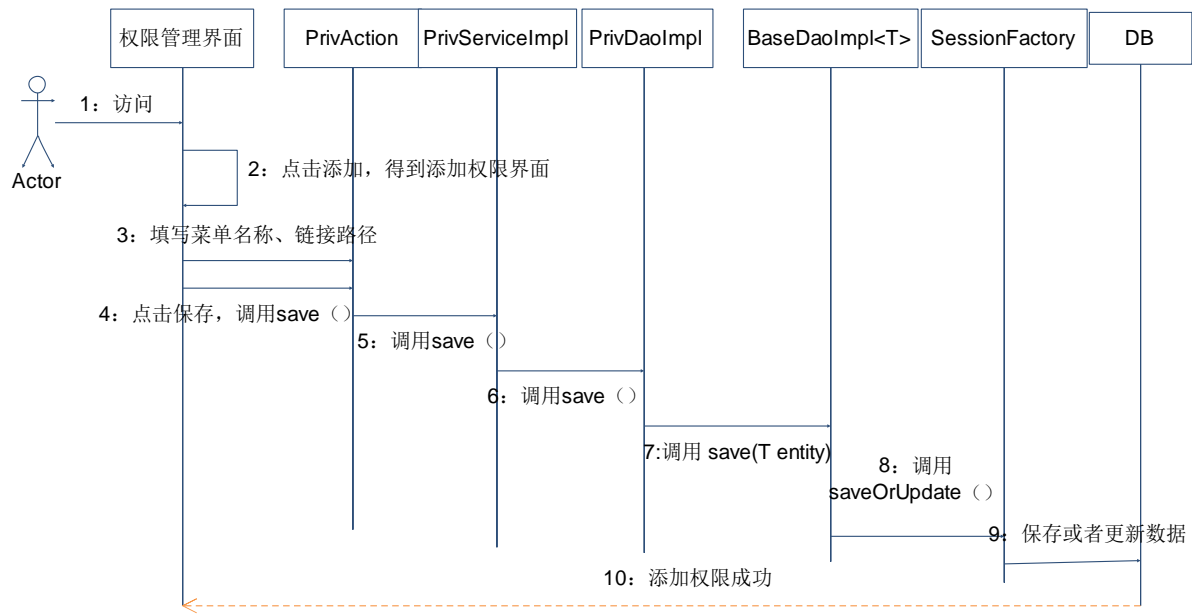 权限管理界面
PrivAction
PrivServiceImpl
PrivDaoImpl
BaseDaoImpl<T>
SessionFactory
DB
1：访问
Actor
2：点击添加，得到添加权限界面
3：填写菜单名称、链接路径
4：点击保存，调用save（）
5：调用save（）
6：调用save（）
7:调用 save(T entity)
8：调用
saveOrUpdate（）
9：保存或者更新数据
10：添加权限成功